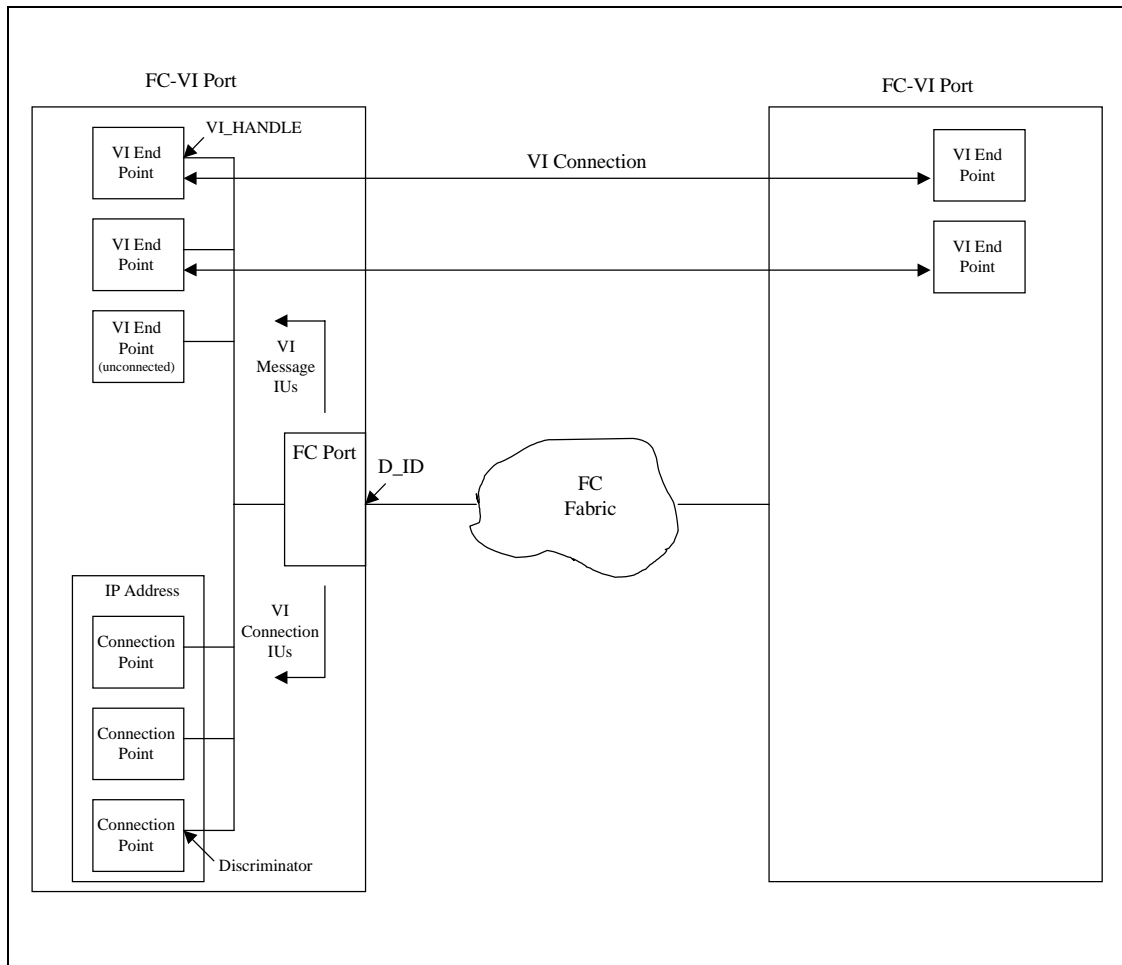 FC-VI Port
FC-VI Port
VI_HANDLE
VI End
Point
VI Connection
VI End
Point
VI End
Point
VI End
Point
VI End
Point
(unconnected)
VI
Message
IUs
FC Port
D_ID
FC
Fabric
IP Address
VI
Connection
IUs
Connection
Point
Connection
Point
Connection
Point
Discriminator